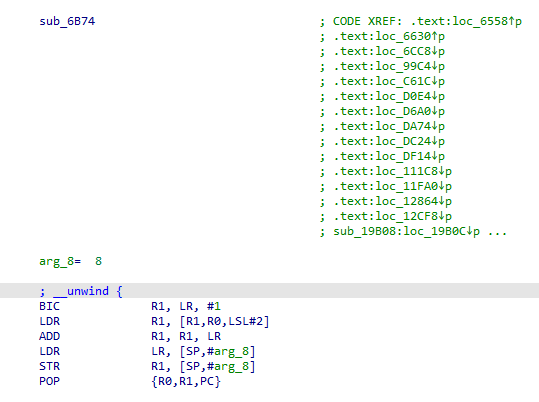 sub_6B74 ; CODE XREF: .text:loc_6558↑p
; .text:loc_6630↑p
; .text:loc_6CC8↓p
; .text:loc_99C4↓p
; .text:loc_C61C↓p
; .text:loc_D0E4↓p
; .text:loc_D6A0↓p
; .text:loc_DA74↓p
; .text:loc_DC24↓p
; .text:loc_DF14↓p
; .text:loc_111C8↓p
; .text:loc_11FA0↓p
; .text:loc_12864↓p
; .text:loc_12CF8↓p
; sub_19B08:loc_19B0C↓p ...
arg_8= 8
; __unwind {
BIC R1, LR, #1
LDR R1, [R1,R0,LSL#2]
ADD R1, R1, LR
LDR LR, [SP,#arg_8]
STR R1, [SP,#arg_8]
POP {R0,R1,PC}